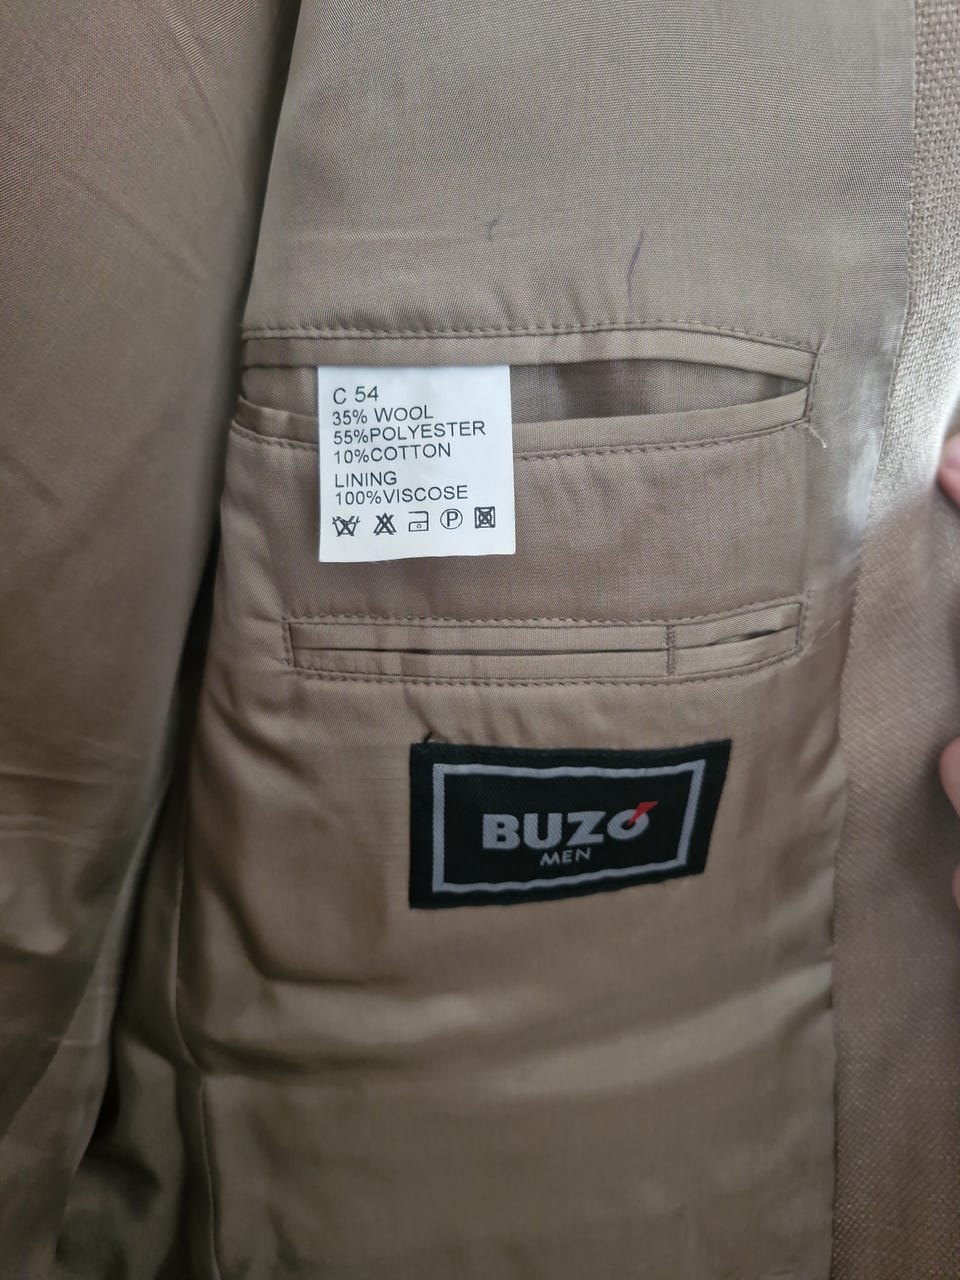 C 54
35% WOOL
55%POLYESTER
10%COTTON
LINING
100%VISCOSE
P
BUZÓ
MEN